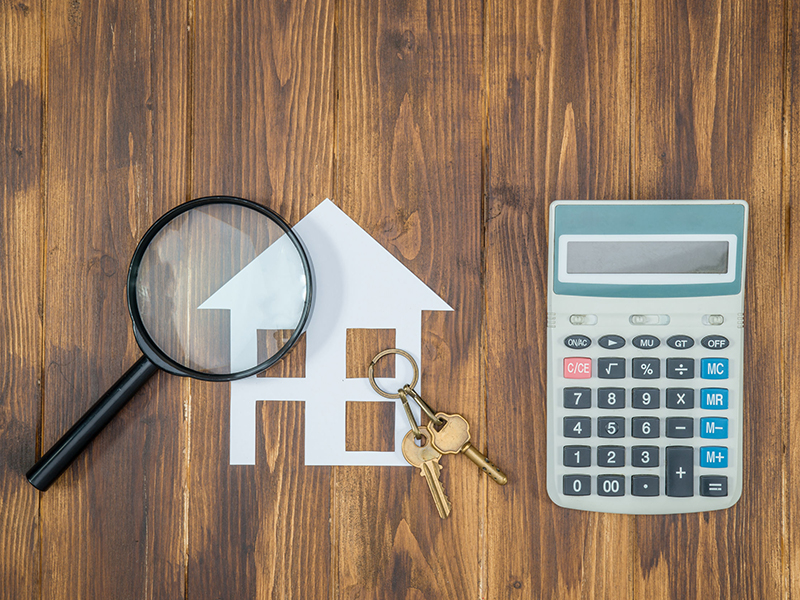 ON/AC ▶ MU GT OFF
C/CE √ % ÷ MC
7 8 9 X MR
4 5 6 − M−
1 2 3 + M+
0 00 · =